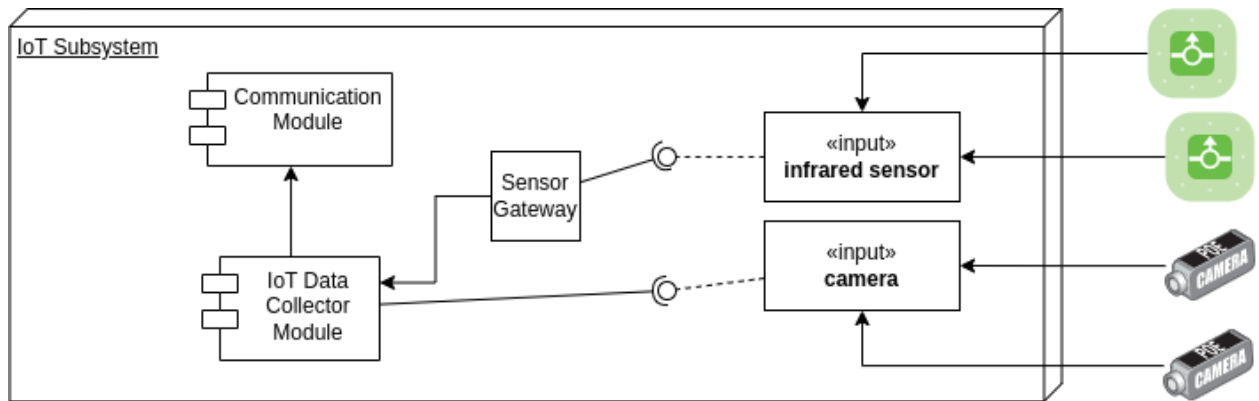 IoT Subsystem
Communication
Module
«input»
infrared sensor
Sensor
Gateway
«input»
camera
IoT Data
Collector
Module
POE
CAMERA
POE
CAMERA